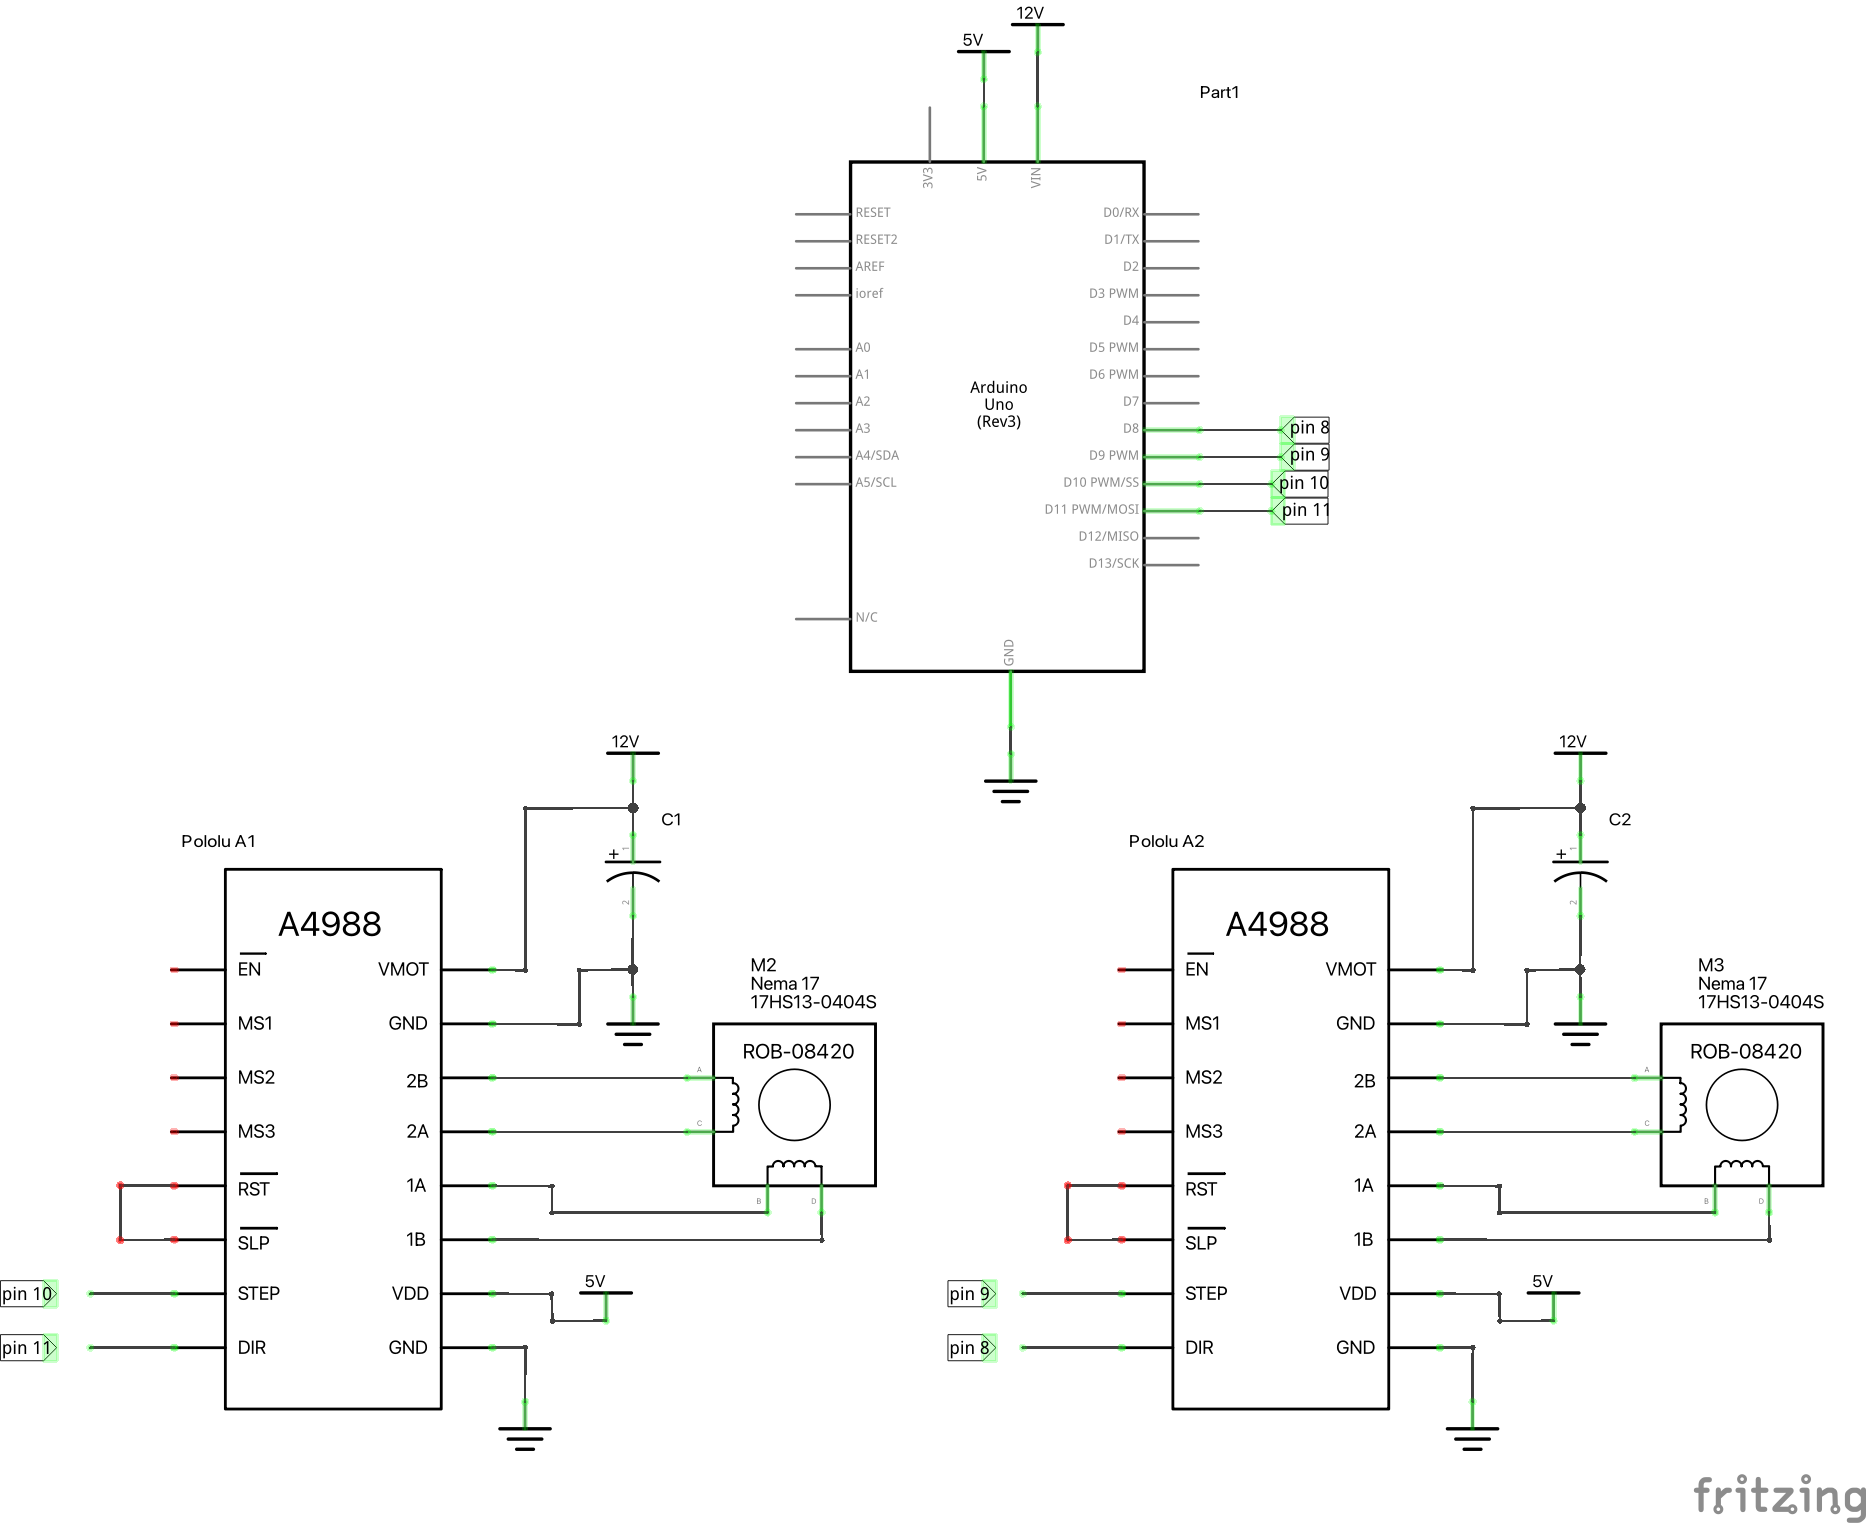 12V
5V
Part1
3V3
5V
VIN
RESET
RESET2
AREF
ioref
A0
A1
A2
A3
A4/SDA
A5/SCL
N/C
Arduino
Uno
(Rev3)
D0/RX
D1/TX
D2
D3 PWM
D4
D5 PWM
D6 PWM
D7
D8
D9 PWM
D10 PWM/SS
D11 PWM/MOSI
D12/MISO
D13/SCK
pin 8
pin 9
pin 10
pin 11
GND
12V
C1
+
1
2
Pololu A1
A4988
EN
MS1
MS2
MS3
RST
SLP
STEP
DIR
VMOT
GND
2B
2A
1A
1B
VDD
GND
pin 10
pin 11
5V
M2
Nema 17
17HS13-0404S
ROB-08420
A
C
B
D
12V
C2
+
1
2
Pololu A2
A4988
EN
MS1
MS2
MS3
RST
SLP
STEP
DIR
VMOT
GND
2B
2A
1A
1B
VDD
GND
pin 9
pin 8
5V
M3
Nema 17
17HS13-0404S
ROB-08420
A
C
B
D
fritzing